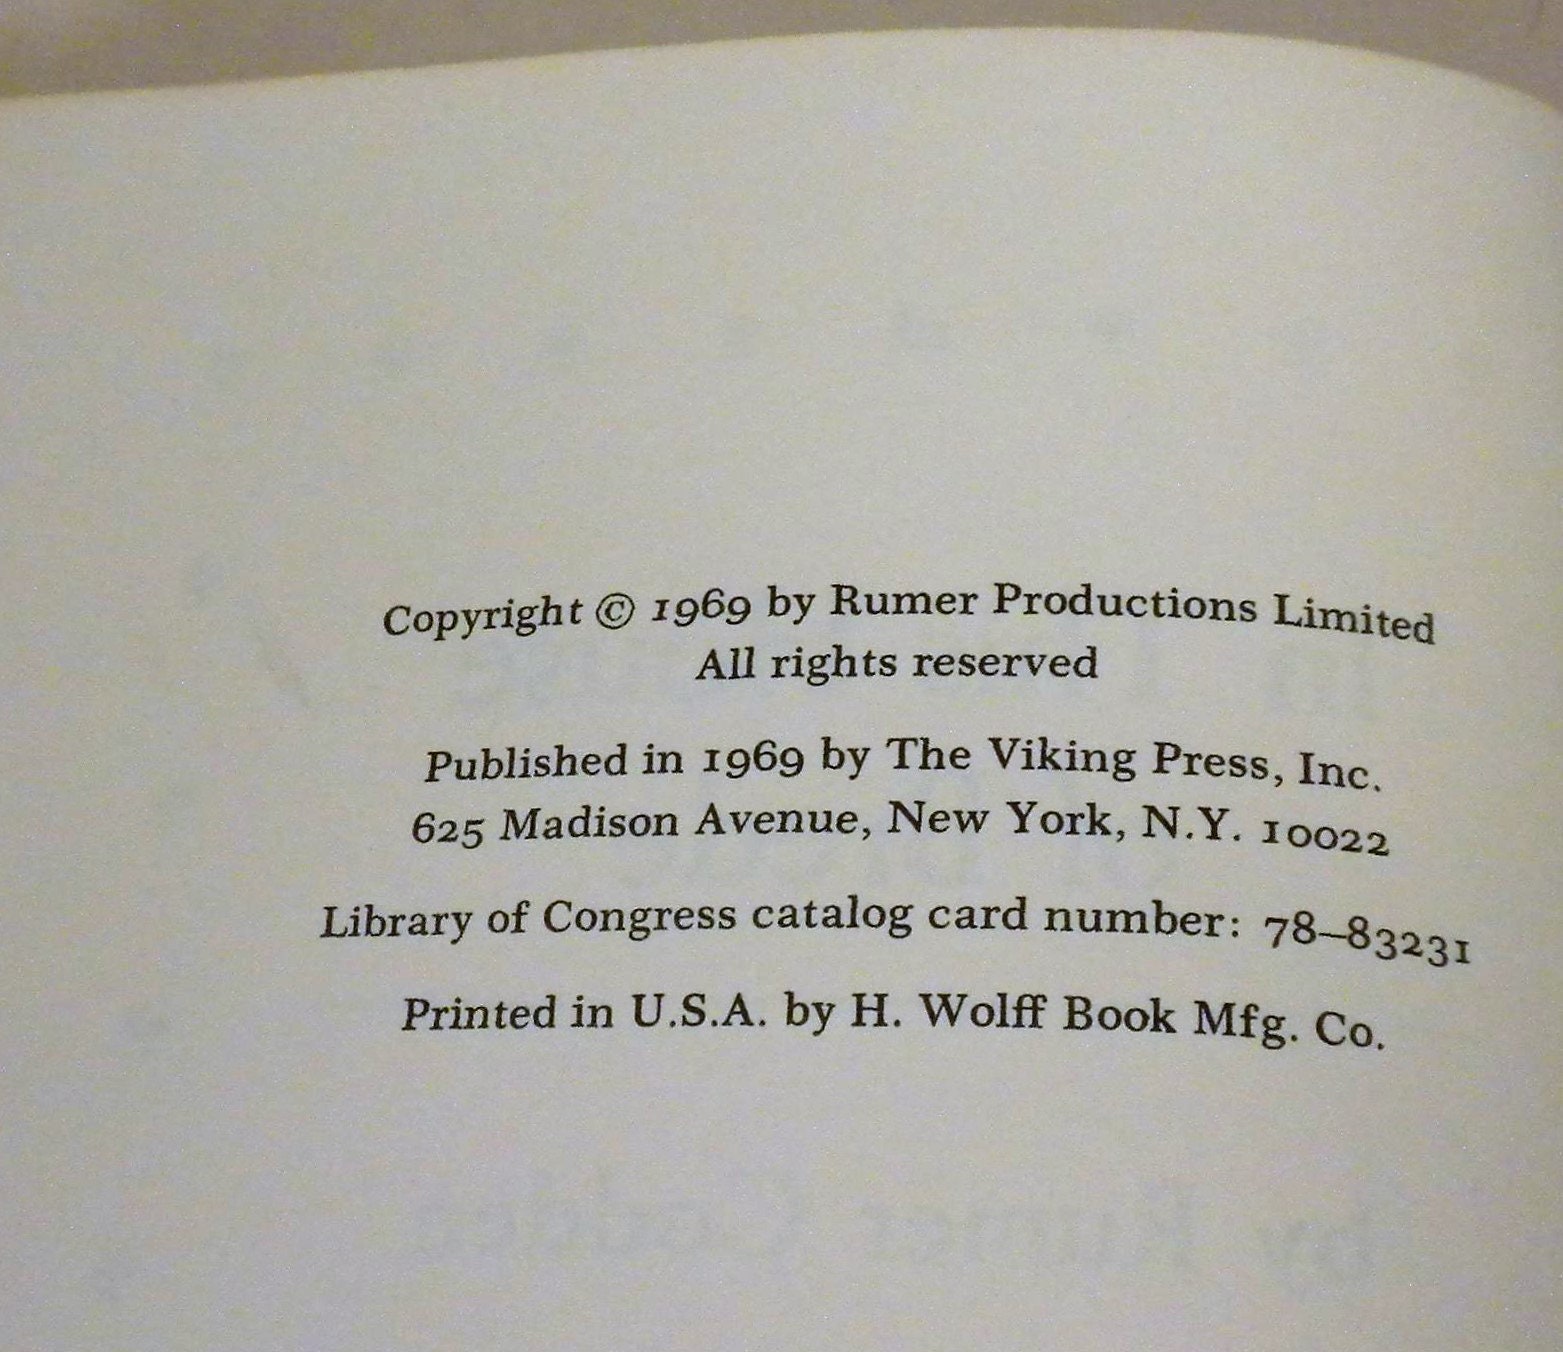 Copyright © 1969 by Rumer Productions Limited
All rights reserved
Published in 1969 by The Viking Press, Inc.
625 Madison Avenue, New York, N.Y. 10022
Library of Congress catalog card number: 78–83231
Printed in U.S.A. by H. Wolff Book Mfg. Co.